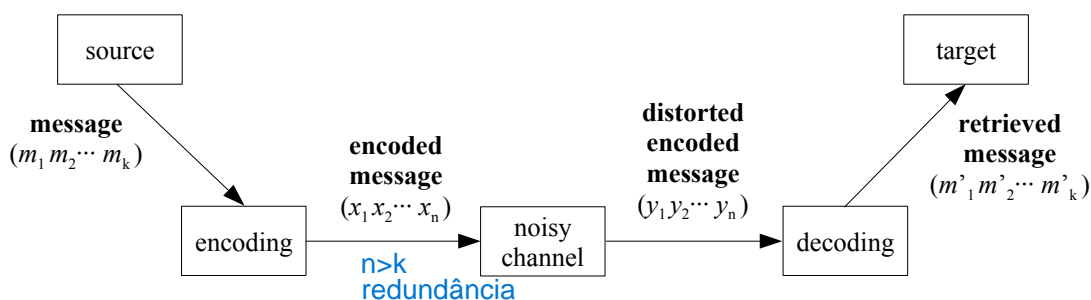 source
target
message
(m₁ m₂⋯ mₖ)
encoded
message
(x₁ x₂⋯ xₙ)
distorted
encoded
message
(y₁ y₂⋯ yₙ)
retrieved
message
(m’₁ m’₂⋯ m’ₖ)
encoding
noisy
channel
decoding
n>k
redundância